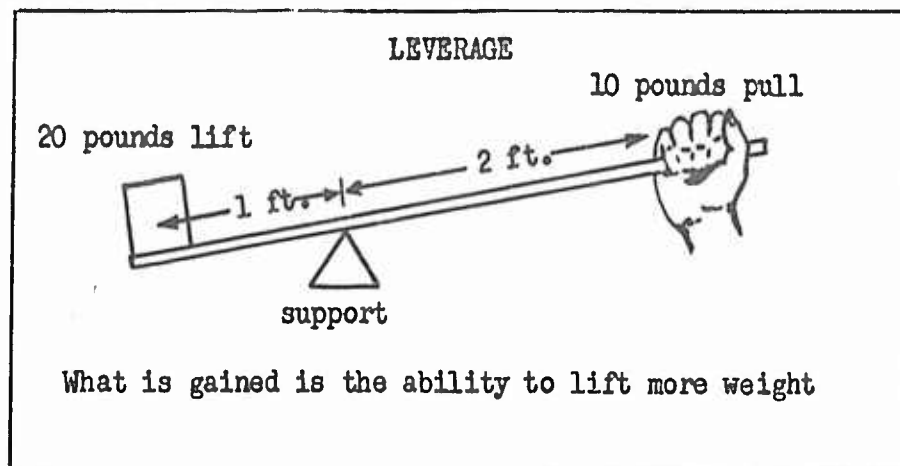 LEVERAGE
10 pounds pull
20 pounds lift
2 ft.
1 ft.
support
What is gained is the ability to lift more weight